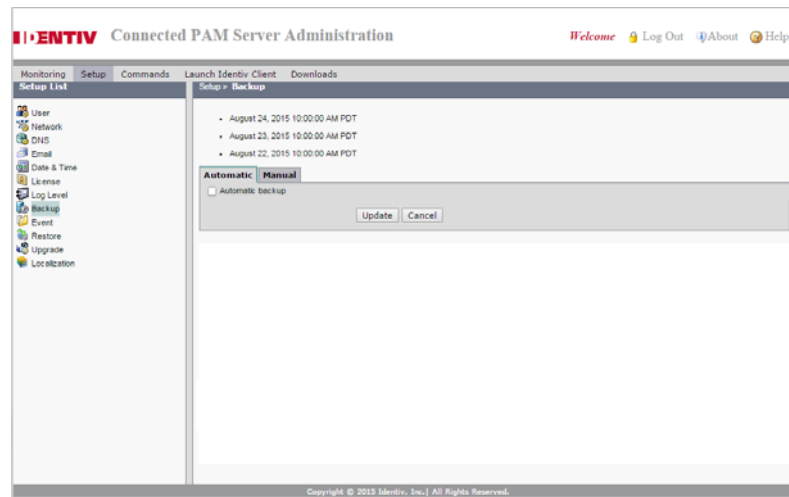 IDENTIV Connected PAM Server Administration Welcome Log Out About Help
Monitoring Setup Commands Launch Identiv Client Downloads
Setup List
Setup » Backup
User
Network
DNS
Email
Date & Time
License
Log Level
Backup
Event
Restore
Upgrade
Localization
• August 24, 2015 10:00:00 AM PDT
• August 23, 2015 10:00:00 AM PDT
• August 22, 2015 10:00:00 AM PDT
Automatic Manual
Automatic backup
Update Cancel
Copyright © 2015 Identiv, Inc.| All Rights Reserved.